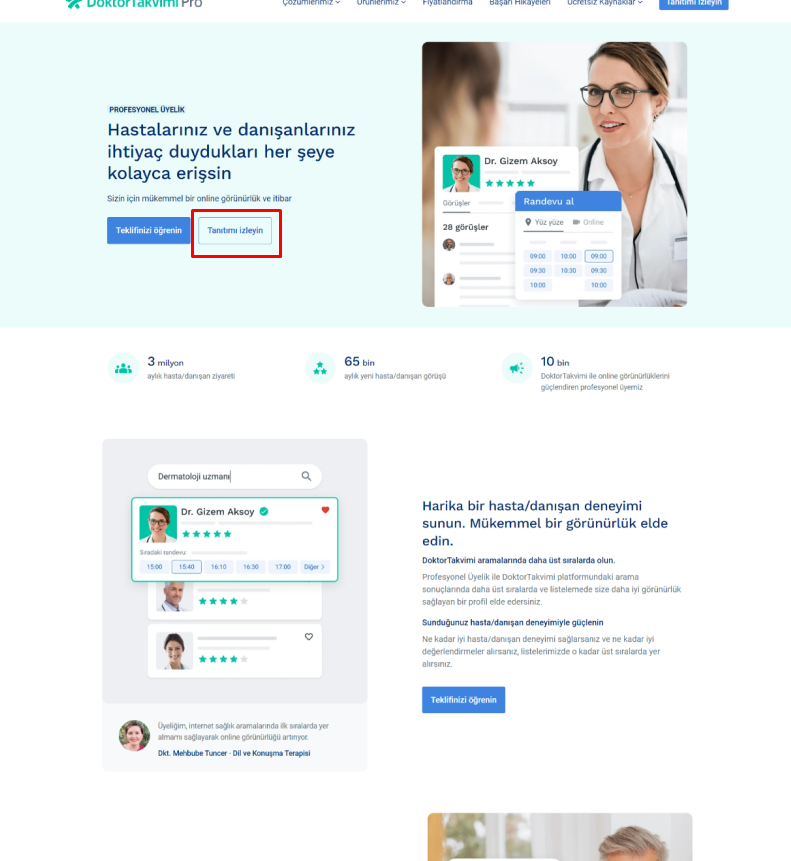 DoktorTakvimi Pro
Çözümlerimiz
Ürünlerimiz
Fiyatlandırma
Başarı Hikayeleri
Ücretsiz Kaynaklar
Tanıtımı İzleyin
PROFESYONEL ÜYELİK
Hastalarınız ve danışanlarınız
ihtiyaç duydukları her şeye
kolayca erişsin
Sizin için mükemmel bir online görünürlük ve itibar
Teklifinizi öğrenin
Tanıtımı izleyin
Dr. Gizem Aksoy
Görüşler
28 görüşler
Randevu al
Yüz yüze
Online
09:00 10:00 09:00
09:30 10:30 09:30
10:00 10:00
3 milyon
aylık hasta/danışan ziyareti
65 bin
aylık yeni hasta/danışan görüşü
10 bin
DoktorTakvimi ile online görünürlüklerini
güçlendiren profesyonel üyemiz
Dermatoloji uzmanı
Dr. Gizem Aksoy
Sıradaki randevu:
15:00 15:40 16:10 16:30 17:00 Diğer >
Üyeliğim, internet sağlık aramalarında ilk sıralarda yer
almamı sağlayarak online görünürlüğü artırıyor.
Dkt. Mehbube Tuncer - Dil ve Konuşma Terapisi
Harika bir hasta/danışan deneyimi
sunun. Mükemmel bir görünürlük elde
edin.
DoktorTakvimi aramalarında daha üst sıralarda olun.
Profesyonel Üyelik ile DoktorTakvimi platformundaki arama
sonuçlarında daha üst sıralarda ve listelemede size daha iyi görünürlük
sağlayan bir profil elde edersiniz.
Sunduğunuz hasta/danışan deneyimiyle güçlenin
Ne kadar iyi hasta/danışan deneyimi sağlarsanız ve ne kadar iyi
değerlendirmeler alırsanız, listelerimizde o kadar üst sıralarda yer
alırsınız.
Teklifinizi öğrenin